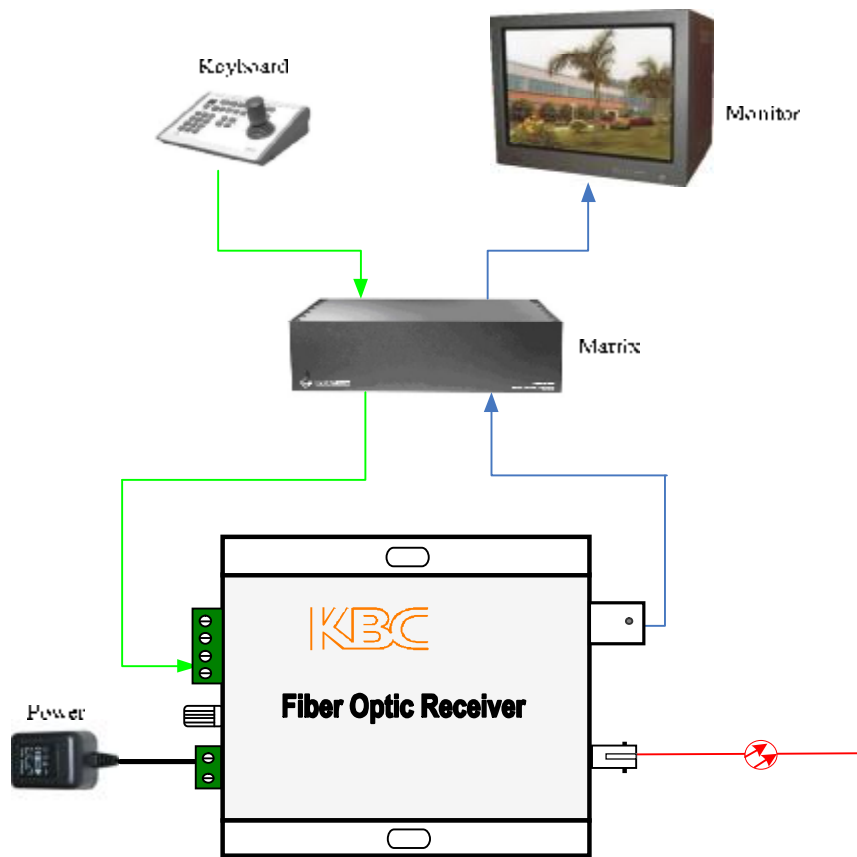 Keyboard
Monitor
Matrix
KBC
Fiber Optic Receiver
Power